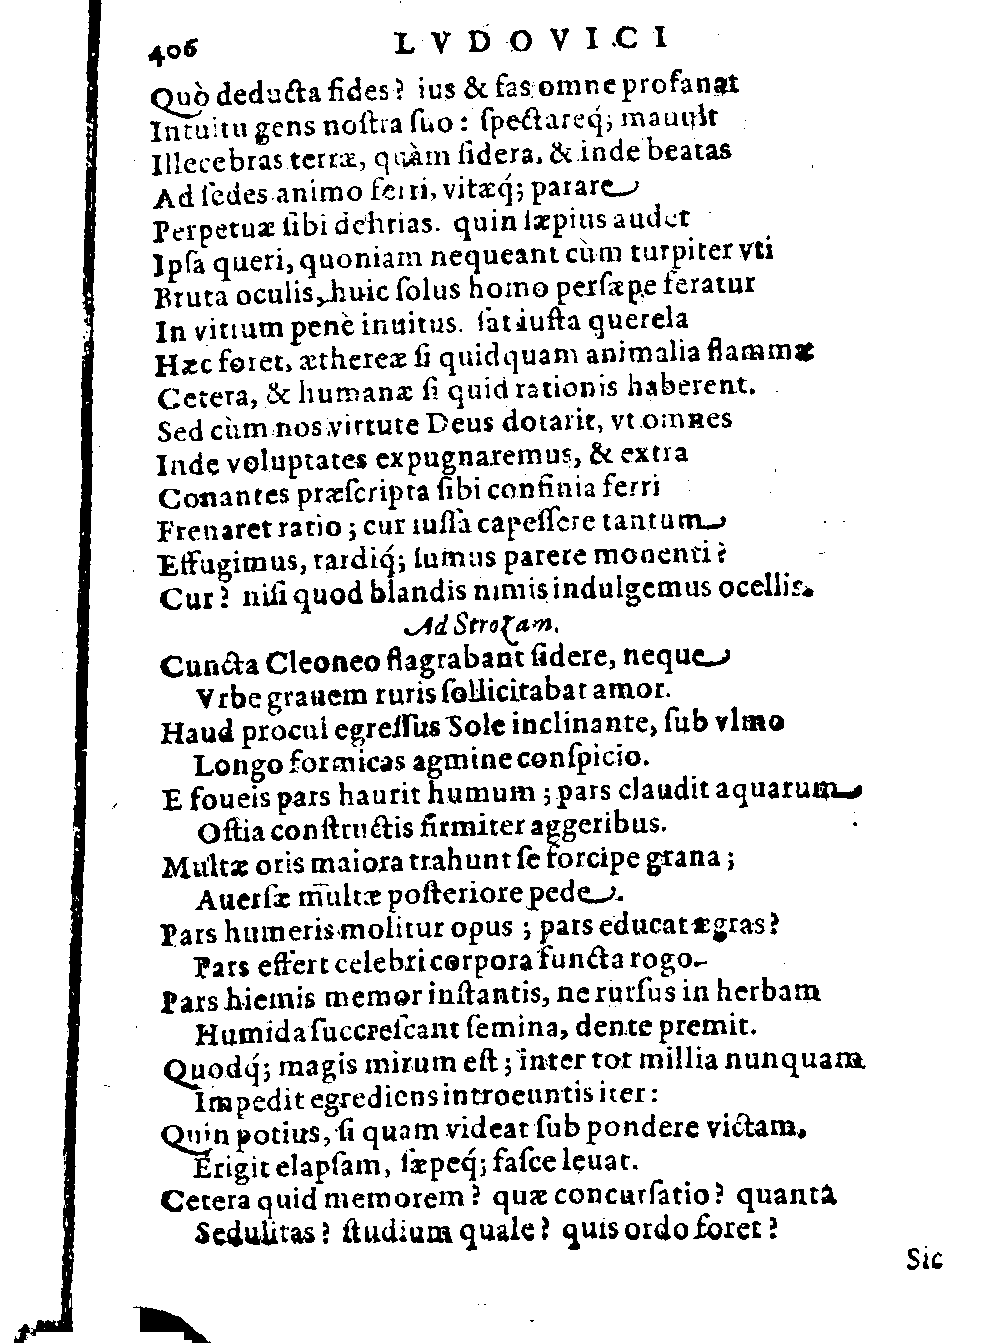 406 LVDOVICI
Quò deducta fides? ius & fas omne profanat
Intuitu gens noſtra ſuo: ſpectareq́; mauult
Illecebras terræ, quàm ſidera, & inde beatas
Ad ſedes animo ferri, vitæq́; parare
Perpetuæ ſibi delitias. quin ſæpius audet
Ipſa queri, quoniam nequeant cùm turpiter vti
Bruta oculis, huic ſolus homo perſæpe feratur
In vitium penè inuitus. ſat iuſta querela
Hæc foret, æthereæ ſi quidquam animalia flammæ
Cetera, & humanæ ſi quid rationis haberent.
Sed cùm nos virtute Deus dotarit, vt omnes
Inde voluptates expugnaremus, & extra
Conantes præſcripta ſibi confinia ferri
Frenaret ratio; cur iuſſa capeſſere tantum
Effugimus, tardiq́; ſumus parere monenti?
Cur? niſi quod blandis nimis indulgemus ocellis.
Ad Strozam.
Cuncta Cleoneo flagrabant ſidere, neque
Vrbe grauem ruris ſollicitabat amor.
Haud procul egreſſus Sole inclinante, ſub vlmo
Longo formicas agmine conſpicio.
E foueis pars haurit humum; pars claudit aquarum
Oſtia conſtructis firmiter aggeribus.
Multæ oris maiora trahunt ſe forcipe grana;
Auerſæ multæ poſteriore pede.
Pars humeris molitur opus; pars educat ægras?
Pars effert celebri corpora functa rogo.
Pars hiemis memor inſtantis, ne rurſus in herbam
Humida ſuccreſcant ſemina, dente premit.
Quodq́; magis mirum eſt; inter tot millia nunquam
Impedit egrediens introeuntis iter:
Quin potius, ſi quam videat ſub pondere victam,
Erigit elapſam, ſæpeq́; faſce leuat.
Cetera quid memorem? quæ concurſatio? quanta
Sedulitas? ſtudium quale? quis ordo foret?
Sic